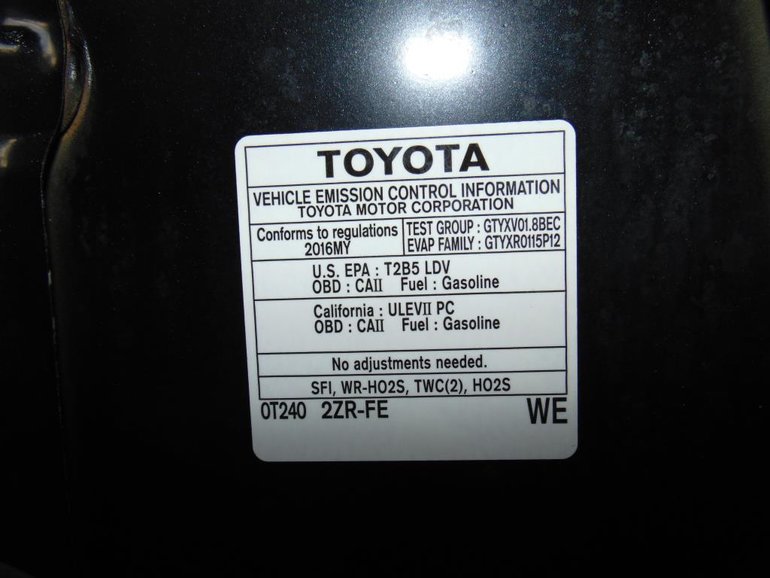 TOYOTA
VEHICLE EMISSION CONTROL INFORMATION
TOYOTA MOTOR CORPORATION
Conforms to regulations
2016MY
TEST GROUP : GTYXV01.8BEC
EVAP FAMILY : GTYXR0115P12
U.S. EPA : T2B5 LDV
OBD : CAII Fuel : Gasoline
California : ULEVII PC
OBD : CAII Fuel : Gasoline
No adjustments needed.
SFI, WR-HO2S, TWC(2), HO2S
0T240 2ZR-FE WE